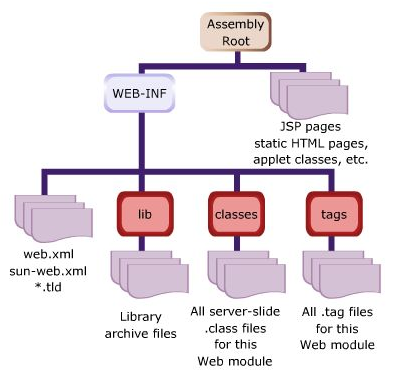 Assembly
Root
WEB-INF
JSP pages
static HTML pages,
applet classes, etc.
lib
classes
tags
web.xml
sun-web.xml
*.tld
Library
archive files
All server-slide
.class files
for this
Web module
All .tag files
for this
Web module